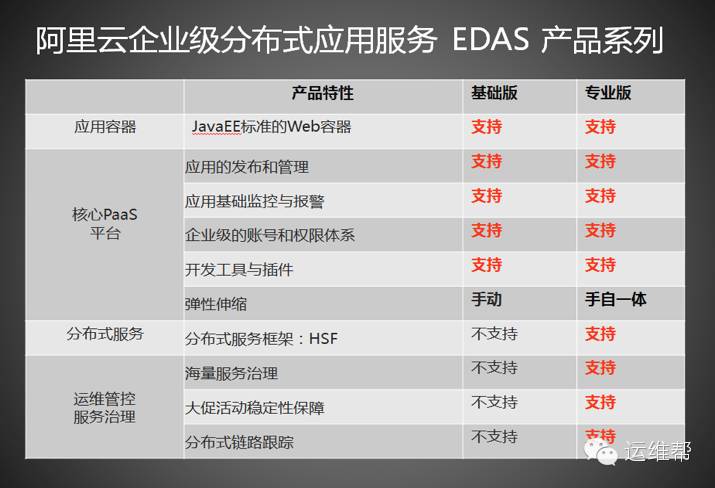 阿里云企业级分布式应用服务 EDAS 产品系列
产品特性 基础版 专业版
应用容器 JavaEE标准的Web容器 支持 支持
核心PaaS
平台
应用的发布和管理 支持 支持
应用基础监控与报警 支持 支持
企业级的账号和权限体系 支持 支持
开发工具与插件 支持 支持
弹性伸缩 手动 手自一体
分布式服务 分布式服务框架：HSF 不支持 支持
运维管控
服务治理
海量服务治理 不支持 支持
大促活动稳定性保障 不支持 支持
分布式链路跟踪 不支持 支持
运维帮